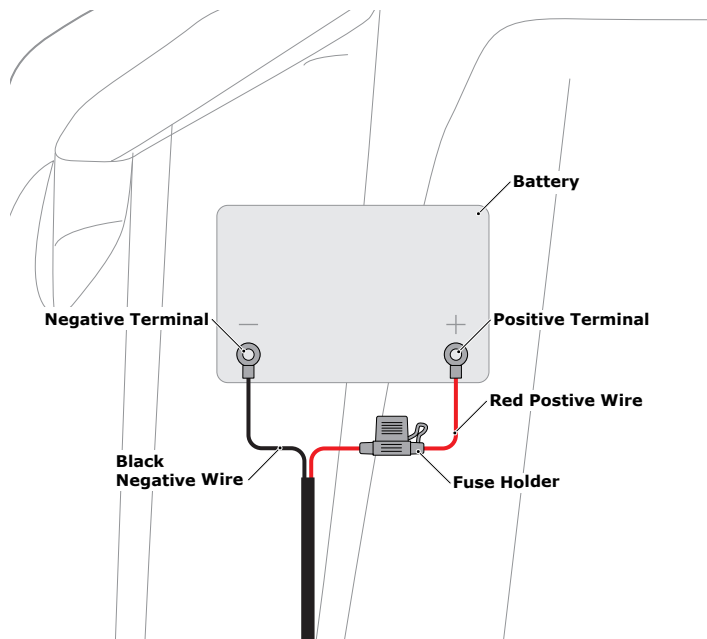 Battery
Negative Terminal
—
+
Positive Terminal
Red Postive Wire
Black
Negative Wire
Fuse Holder